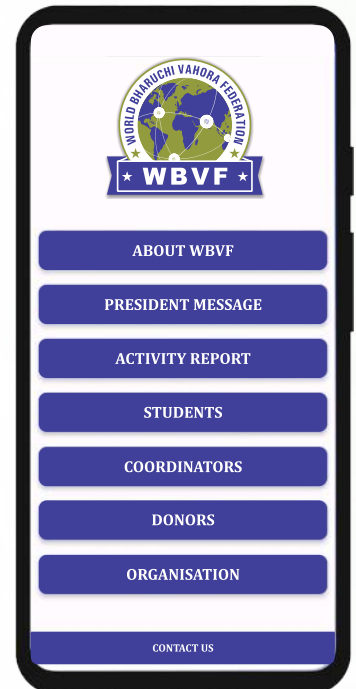 WORLD BHARUCHI VAHORA FEDERATION
WBVF
ABOUT WBVF
PRESIDENT MESSAGE
ACTIVITY REPORT
STUDENTS
COORDINATORS
DONORS
ORGANISATION
CONTACT US